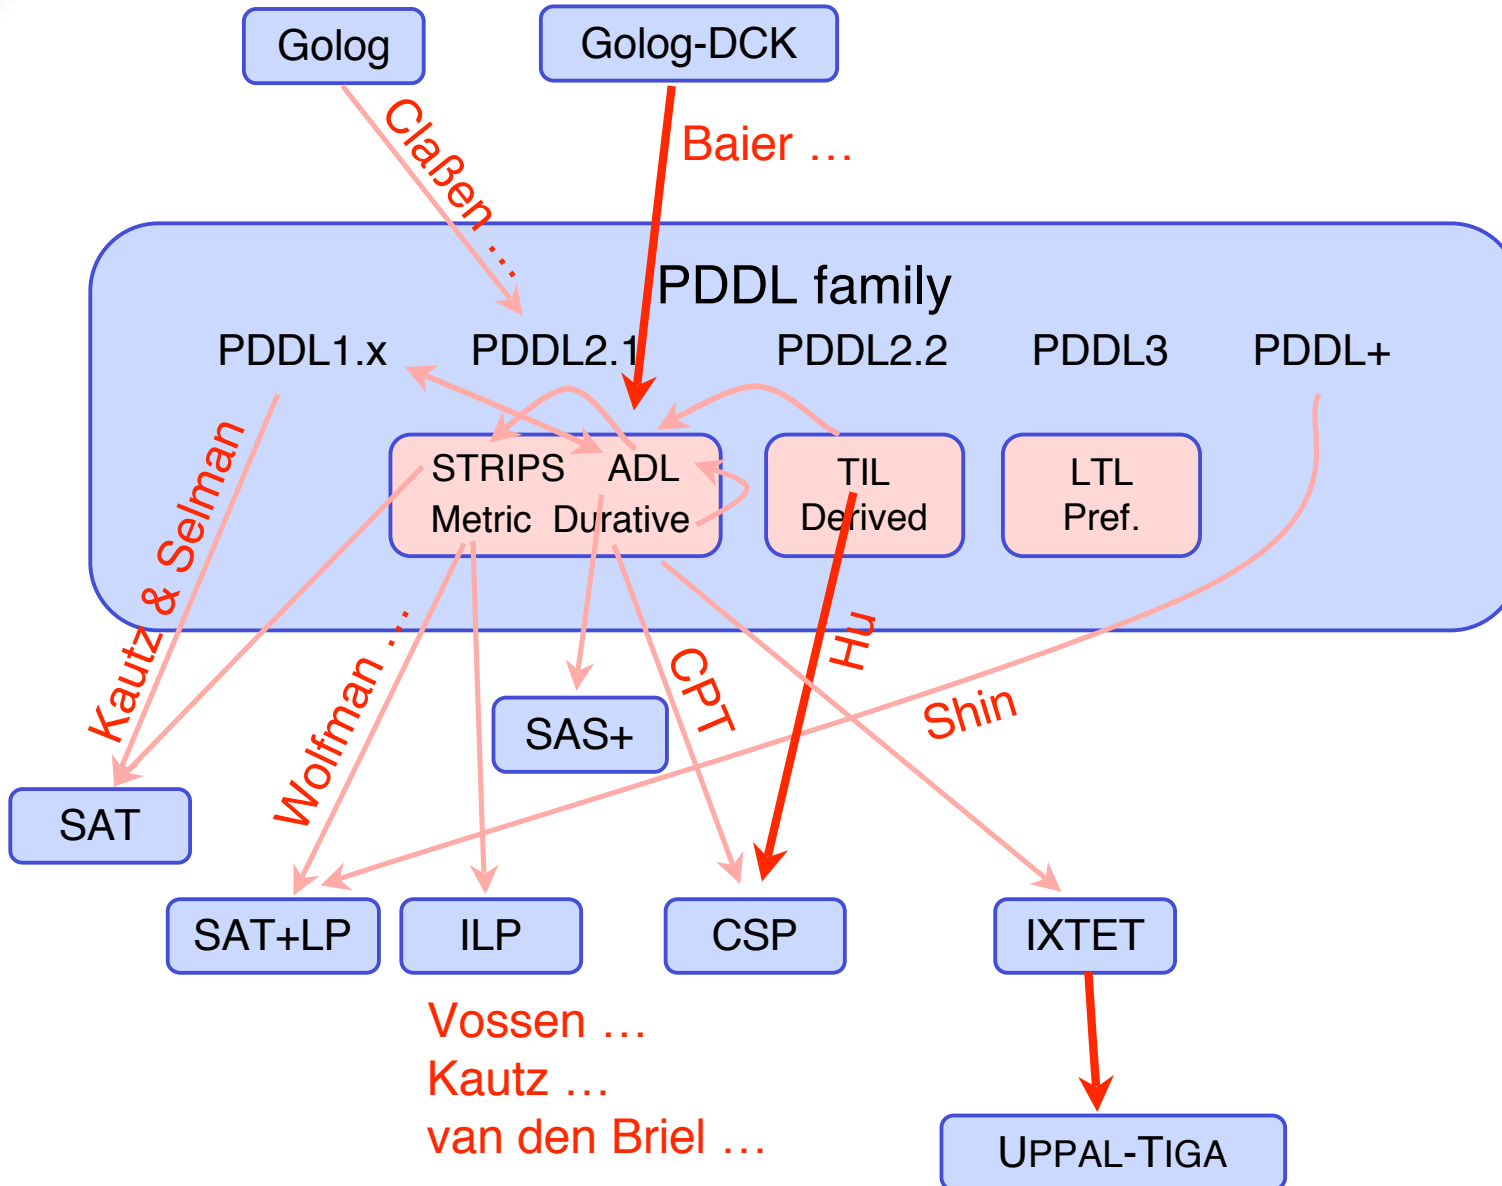 Golog
Golog-DCK
Claßen …
Baier …
PDDL family
PDDL1.x
PDDL2.1
PDDL2.2
PDDL3
PDDL+
STRIPS ADL
Metric Durative
TIL
Derived
LTL
Pref.
Kautz & Selman
Wolfman …
CPT
Hu
Shin
SAS+
SAT
SAT+LP
ILP
CSP
IXTET
Vossen …
Kautz …
van den Briel …
UPPAL-TIGA